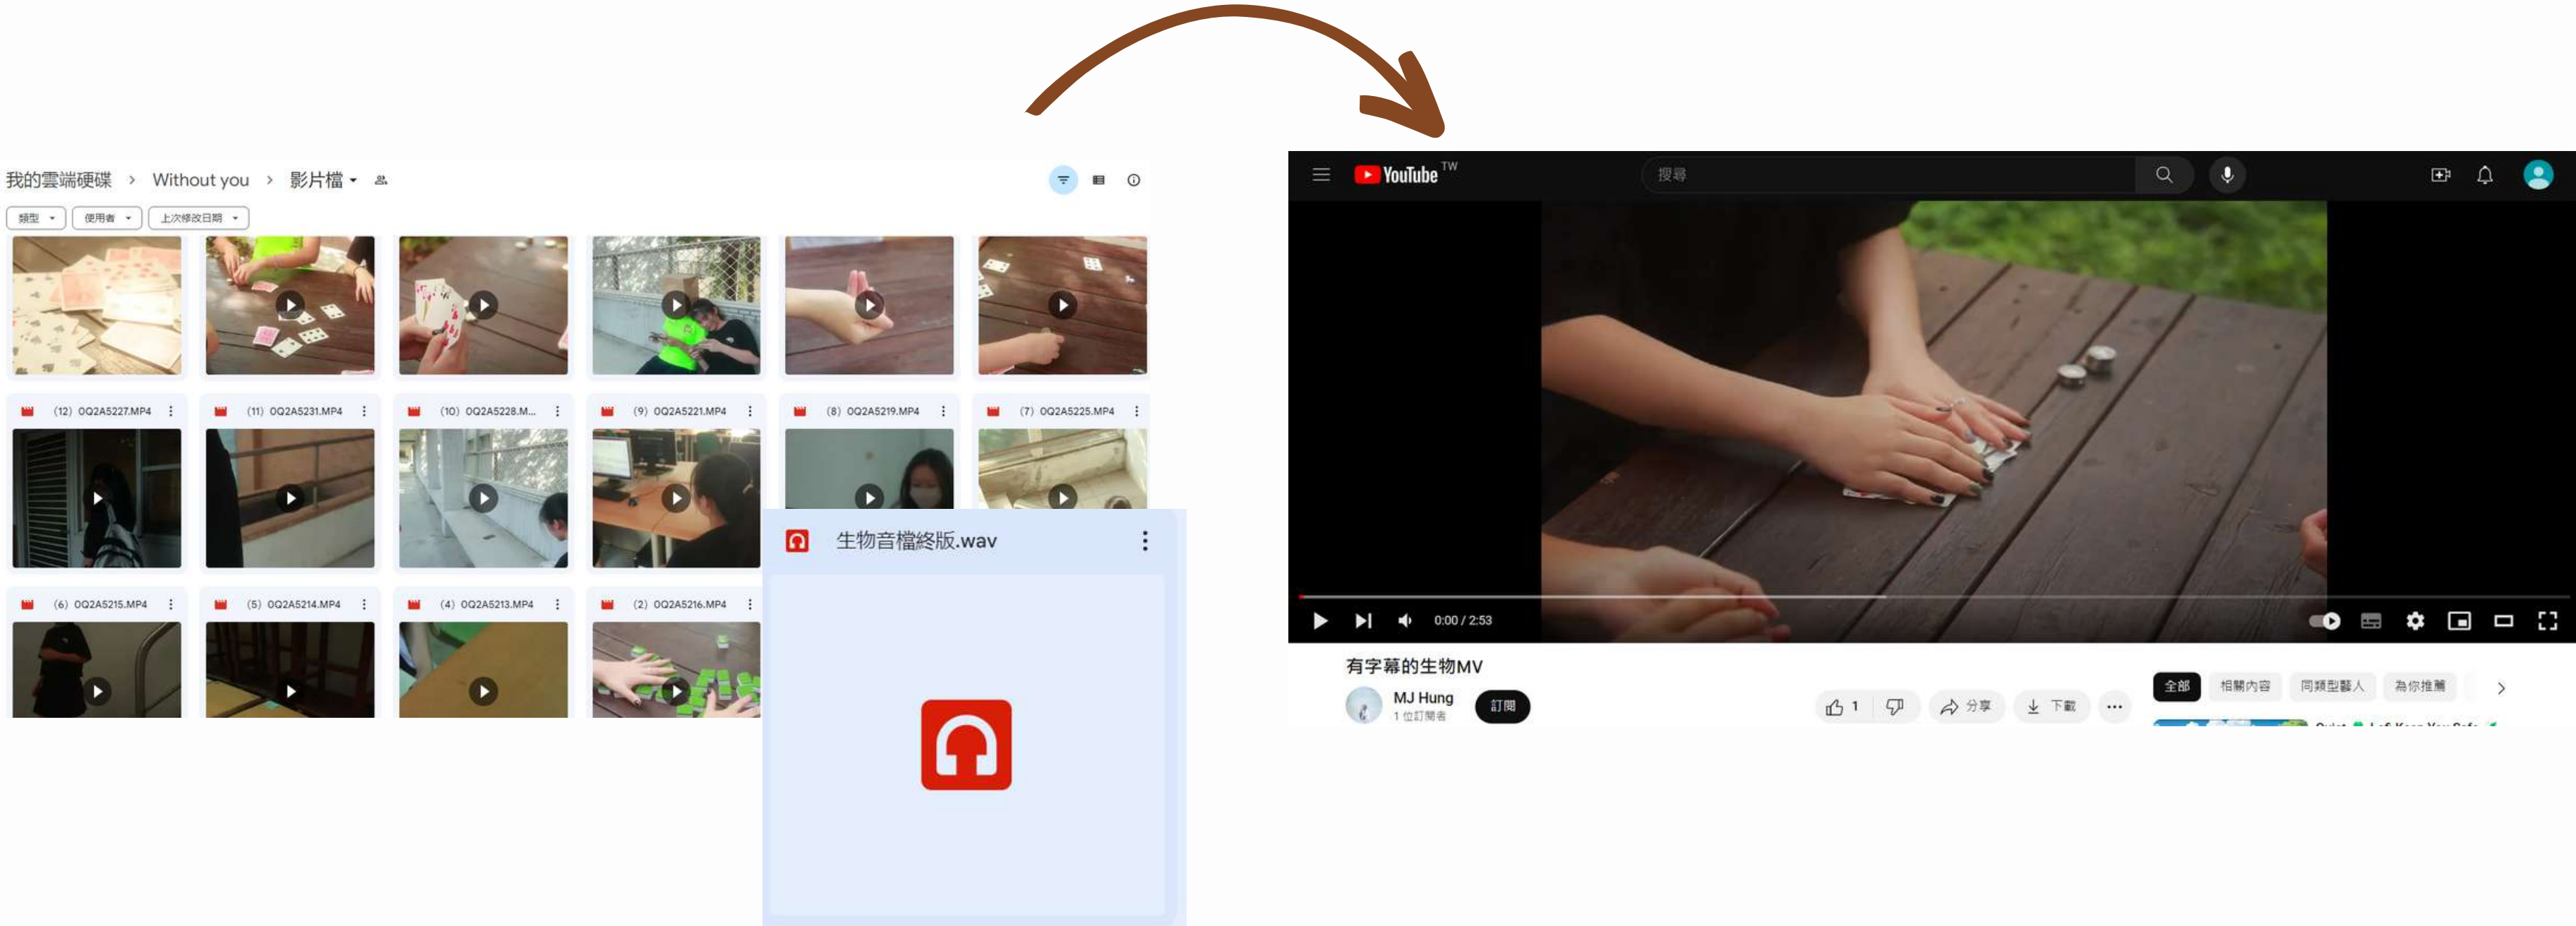 我的雲端硬碟 > Without you > 影片檔
類型 使用者 上次修改日期
(12) 0Q2A5227.MP4 (11) 0Q2A5231.MP4 (10) 0Q2A5228.M... (9) 0Q2A5221.MP4 (8) 0Q2A5219.MP4 (7) 0Q2A5225.MP4
(6) 0Q2A5215.MP4 (5) 0Q2A5214.MP4 (4) 0Q2A5213.MP4 (2) 0Q2A5216.MP4
生物音檔終版.wav
YouTube TW
搜尋
0:00 / 2:53
有字幕的生物MV
MJ Hung
1 位訂閱者
訂閱
1 分享 下載 ...
全部 相關內容 同類型藝人 為你推薦